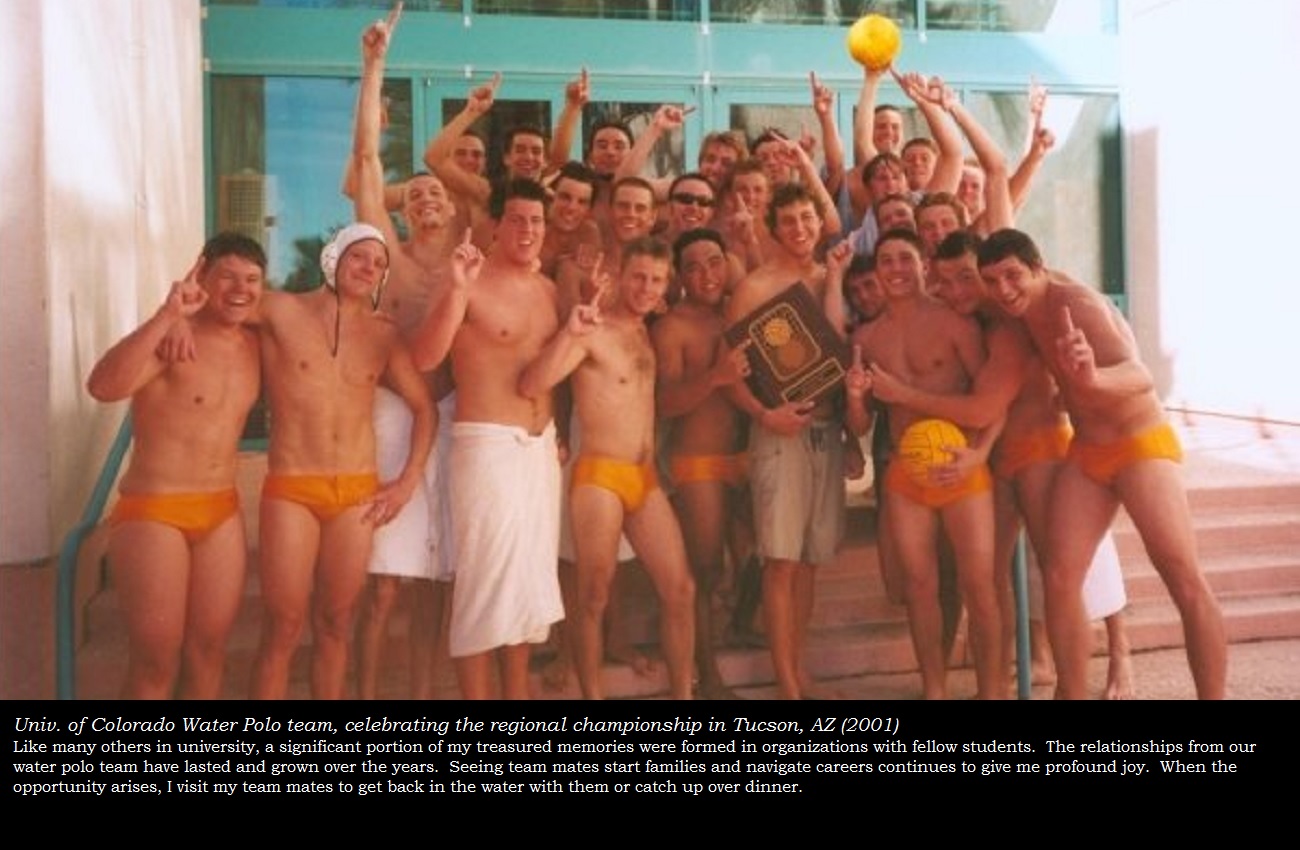 Univ. of Colorado Water Polo team, celebrating the regional championship in Tucson, AZ (2001)
Like many others in university, a significant portion of my treasured memories were formed in organizations with fellow students.  The relationships from our
water polo team have lasted and grown over the years.  Seeing team mates start families and navigate careers continues to give me profound joy.  When the
opportunity arises, I visit my team mates to get back in the water with them or catch up over dinner.